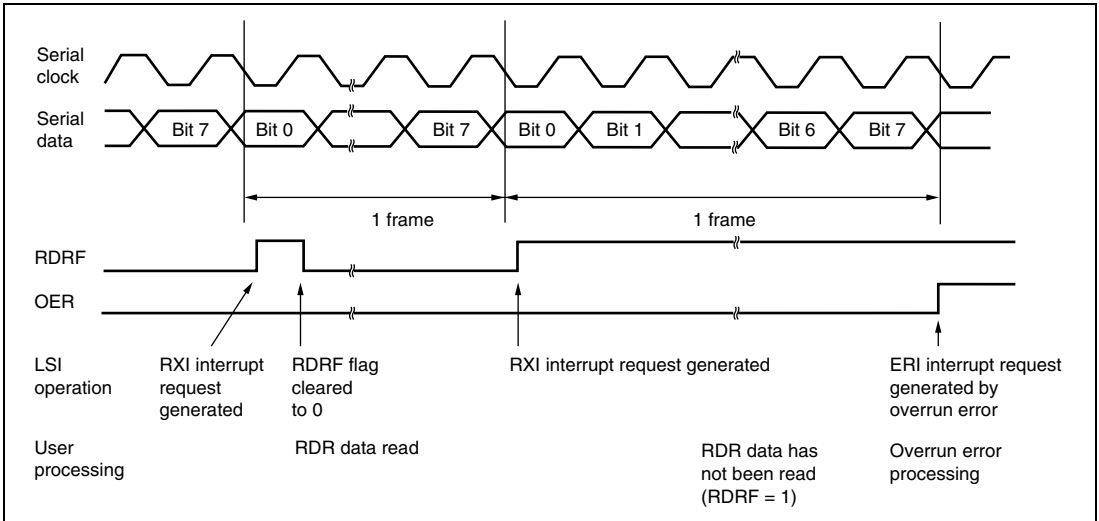 Serial
clock
Serial
data
Bit 7
Bit 0
Bit 7
Bit 0
Bit 1
Bit 6
Bit 7
1 frame
1 frame
RDRF
OER
LSI
operation
RXI interrupt
request
generated
RDRF flag
cleared
to 0
RXI interrupt request generated
ERI interrupt request
generated by
overrun error
User
processing
RDR data read
RDR data has
not been read
(RDRF = 1)
Overrun error
processing